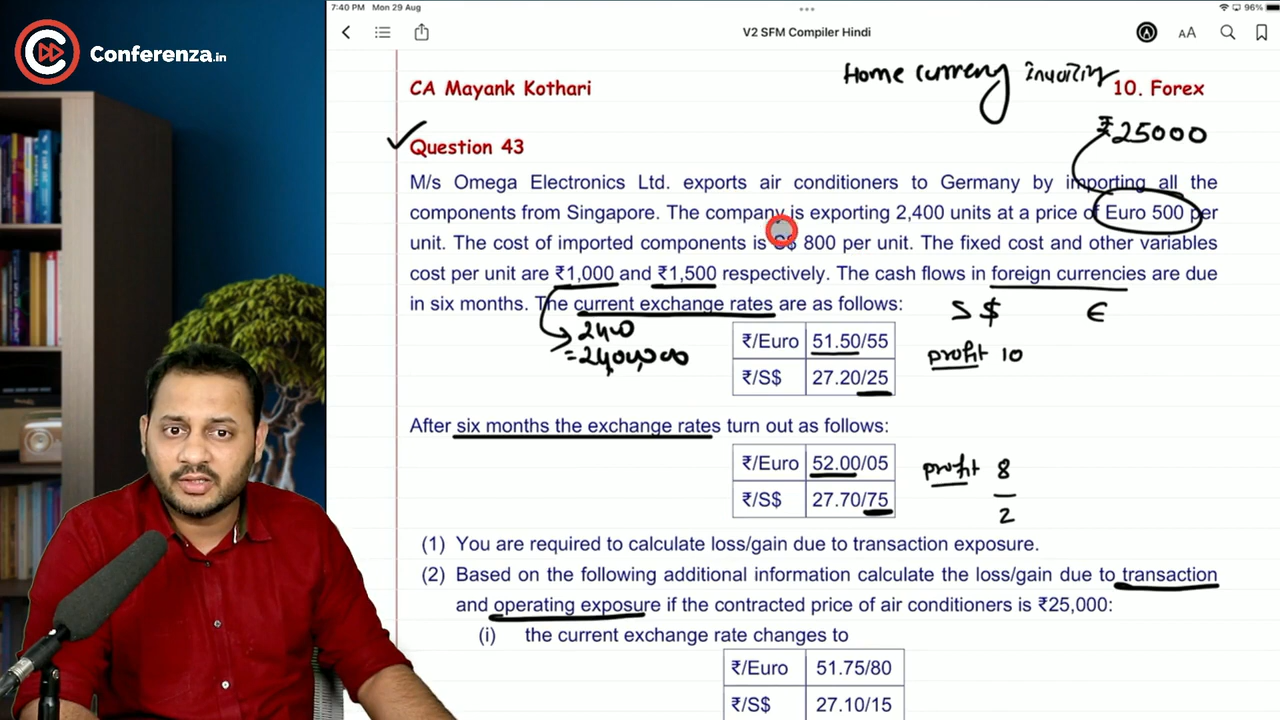 7:40 PM Mon 29 Aug
96%
V2 SFM Compiler Hindi
AA
Conferenza.in
CA Mayank Kothari
Home currency invoicing
10. Forex
₹25000
Question 43
M/s Omega Electronics Ltd. exports air conditioners to Germany by importing all the
components from Singapore. The company is exporting 2,400 units at a price of Euro 500 per
unit. The cost of imported components is S$ 800 per unit. The fixed cost and other variables
cost per unit are ₹1,000 and ₹1,500 respectively. The cash flows in foreign currencies are due
in six months. The current exchange rates are as follows:
S $ €
2400
= 2400,000
₹/Euro 51.50/55
profit 10
₹/S$ 27.20/25
After six months the exchange rates turn out as follows:
₹/Euro 52.00/05
profit 8
₹/S$ 27.70/75
2
(1) You are required to calculate loss/gain due to transaction exposure.
(2) Based on the following additional information calculate the loss/gain due to transaction
and operating exposure if the contracted price of air conditioners is ₹25,000:
(i) the current exchange rate changes to
₹/Euro 51.75/80
₹/S$ 27.10/15